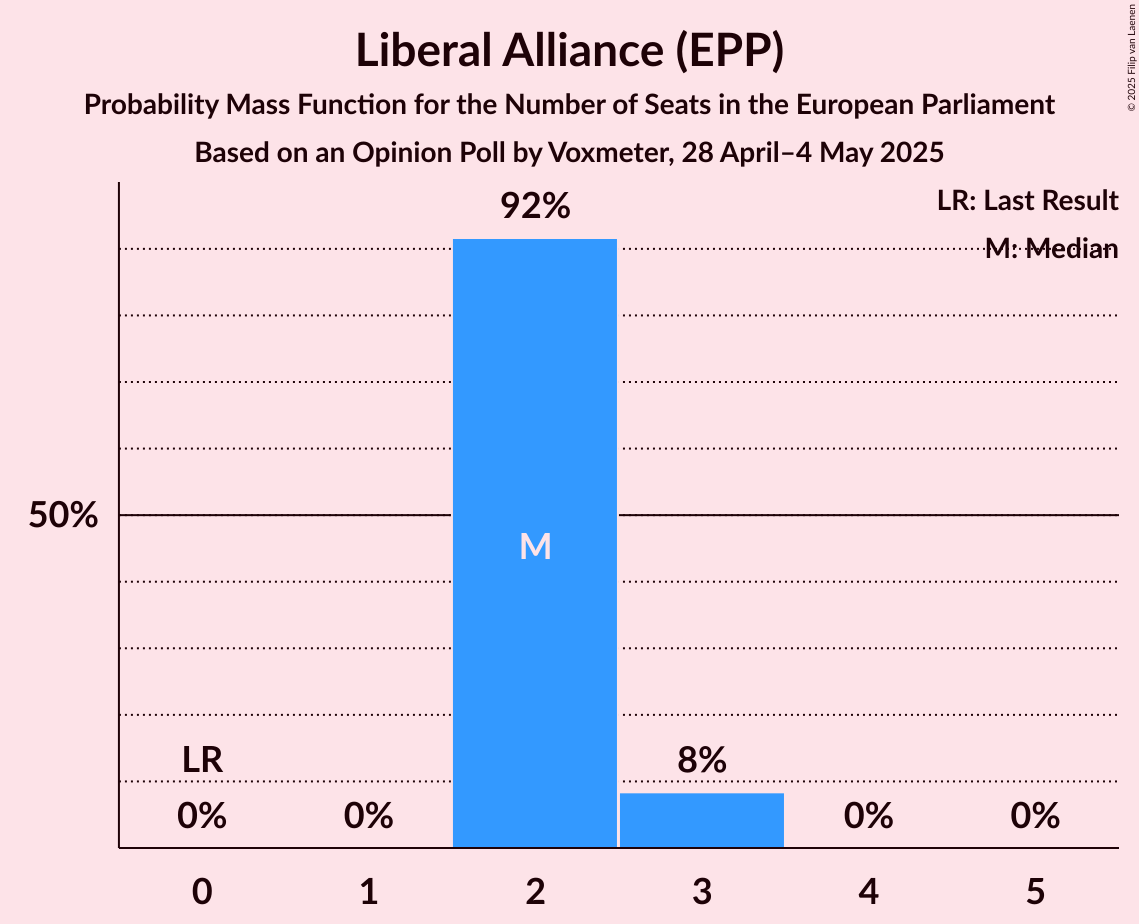 Liberal Alliance (EPP)
Probability Mass Function for the Number of Seats in the European Parliament
Based on an Opinion Poll by Voxmeter, 28 April–4 May 2025
© 2025 Filip van Laenen
LR: Last Result
M: Median
92%
50%
M
LR
8%
0%
0%
0%
0%
0 1 2 3 4 5